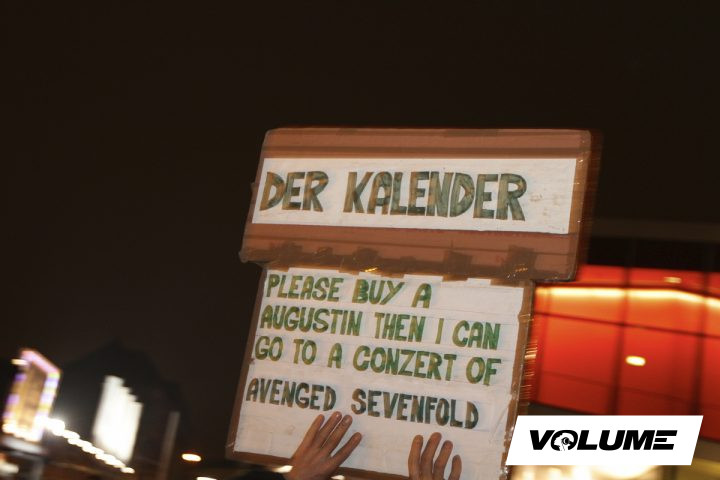 DER KALENDER
PLEASE BUY A
AUGUSTIN THEN I CAN
GO TO A CONZERT OF
AVENGED SEVENFOLD
VOLUME